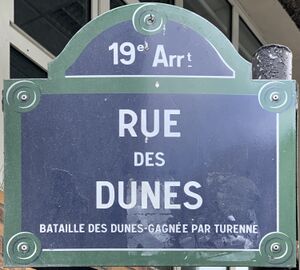 19e Arrt
RUE
DES
DUNES
BATAILLE DES DUNES-GAGNÉE PAR TURENNE